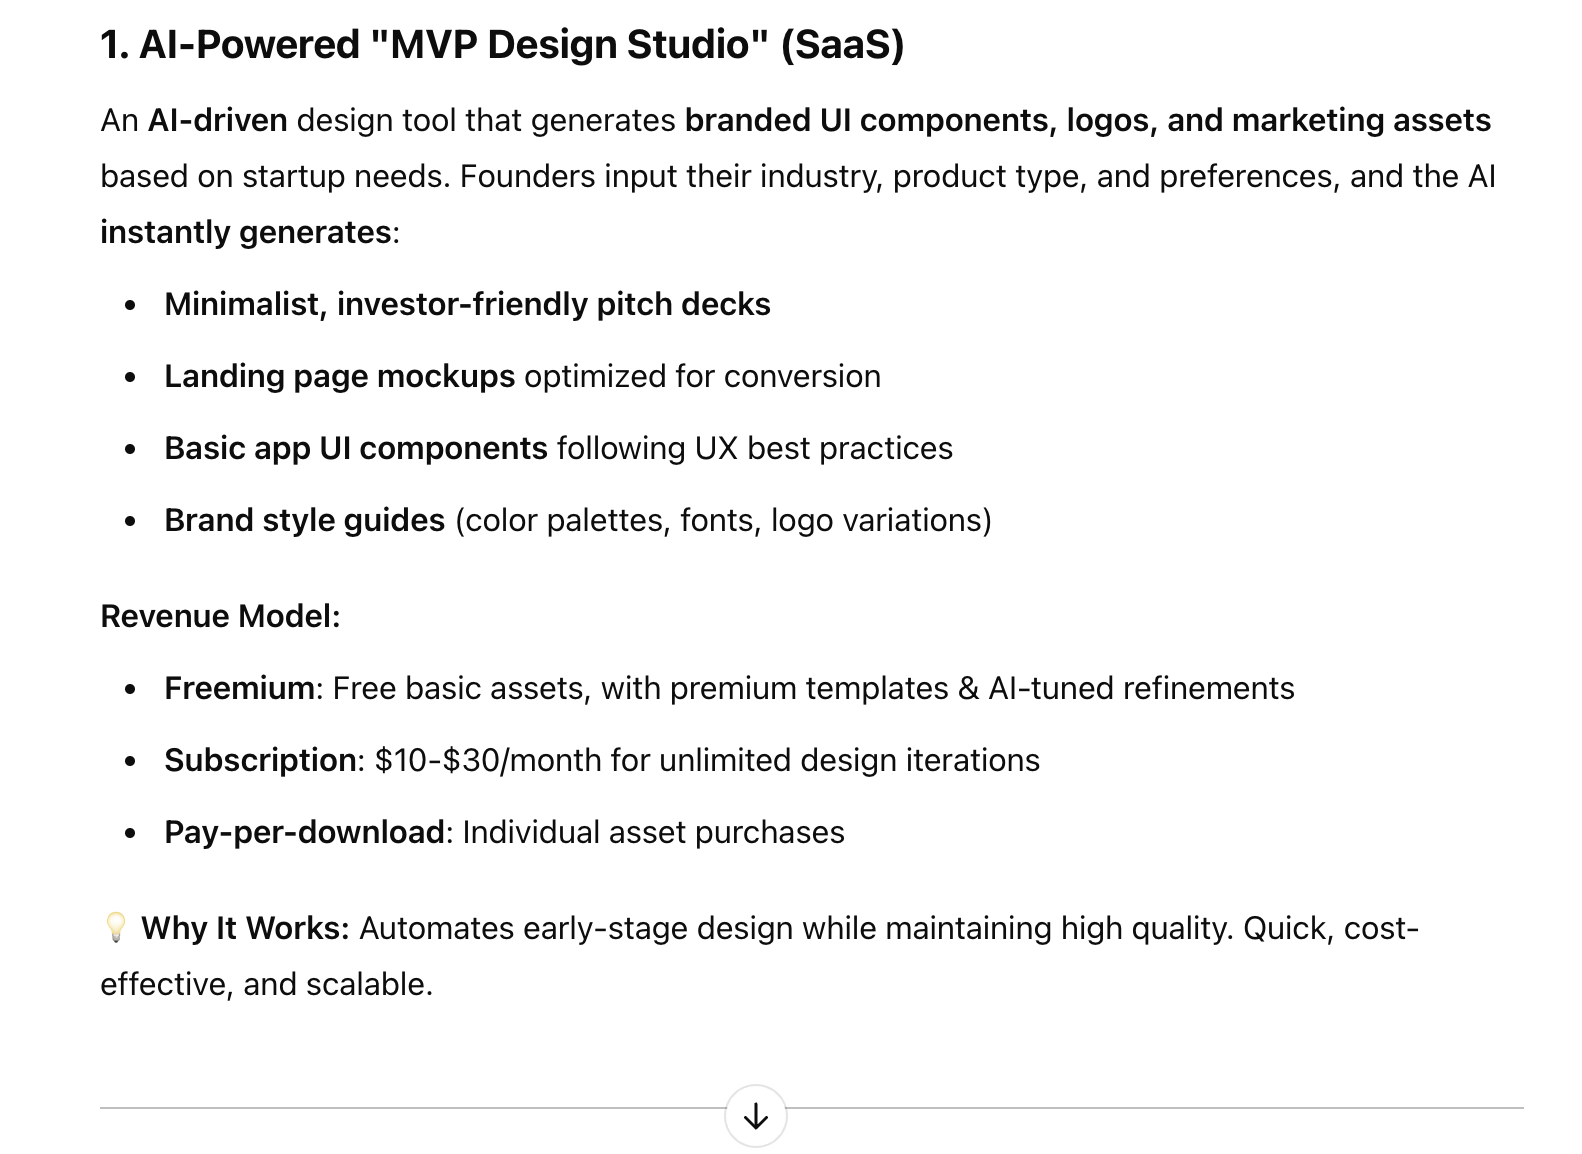 1. AI-Powered "MVP Design Studio" (SaaS)
An AI-driven design tool that generates branded UI components, logos, and marketing assets
based on startup needs. Founders input their industry, product type, and preferences, and the AI
instantly generates:
• Minimalist, investor-friendly pitch decks
• Landing page mockups optimized for conversion
• Basic app UI components following UX best practices
• Brand style guides (color palettes, fonts, logo variations)
Revenue Model:
• Freemium: Free basic assets, with premium templates & AI-tuned refinements
• Subscription: $10-$30/month for unlimited design iterations
• Pay-per-download: Individual asset purchases
💡 Why It Works: Automates early-stage design while maintaining high quality. Quick, cost-
effective, and scalable.